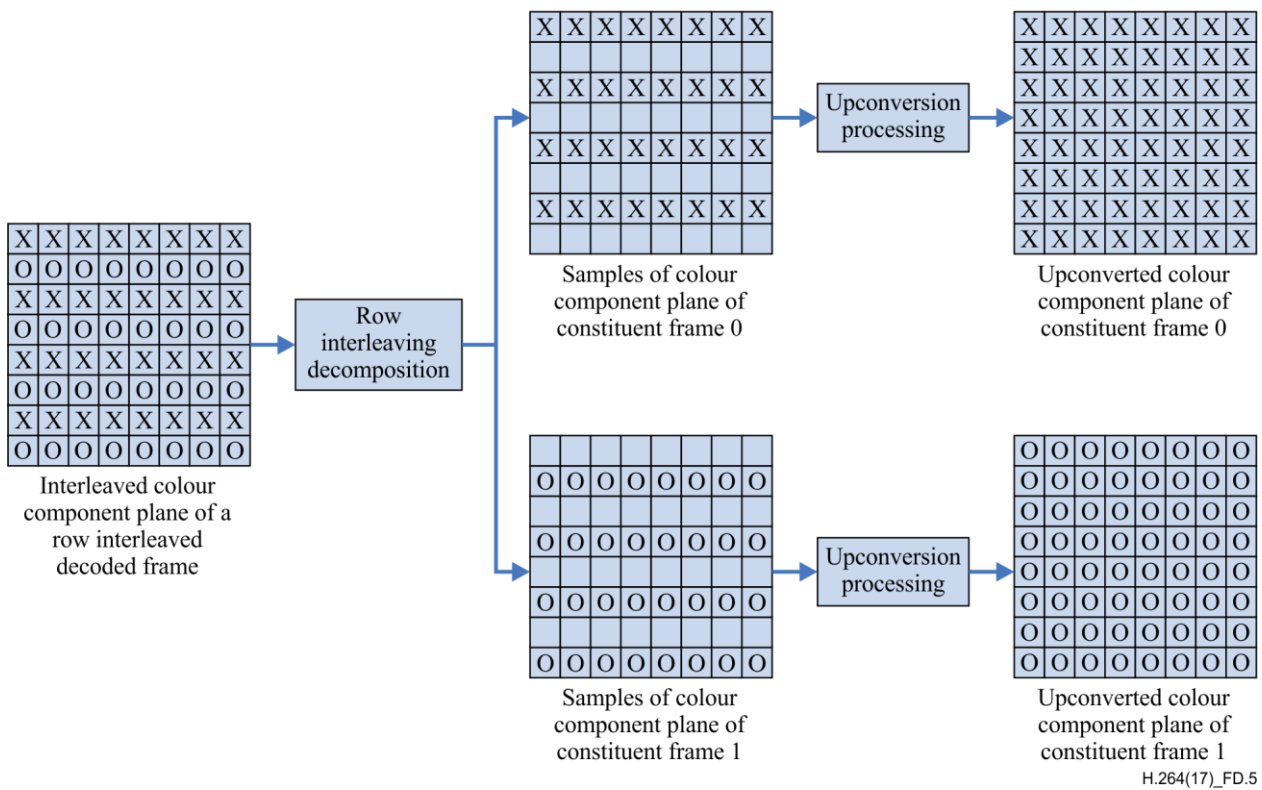 X X X X X X X X
X X X X X X X X
X X X X X X X X
X X X X X X X X
Samples of colour
component plane of
constituent frame 0
Upconversion
processing
X X X X X X X X
X X X X X X X X
X X X X X X X X
X X X X X X X X
X X X X X X X X
X X X X X X X X
X X X X X X X X
X X X X X X X X
Upconverted colour
component plane of
constituent frame 0
X X X X X X X X
O O O O O O O O
X X X X X X X X
O O O O O O O O
X X X X X X X X
O O O O O O O O
X X X X X X X X
O O O O O O O O
Interleaved colour
component plane of a
row interleaved
decoded frame
Row
interleaving
decomposition
O O O O O O O O
O O O O O O O O
O O O O O O O O
O O O O O O O O
Samples of colour
component plane of
constituent frame 1
Upconversion
processing
O O O O O O O O
O O O O O O O O
O O O O O O O O
O O O O O O O O
O O O O O O O O
O O O O O O O O
O O O O O O O O
O O O O O O O O
Upconverted colour
component plane of
constituent frame 1
H.264(17)_FD.5